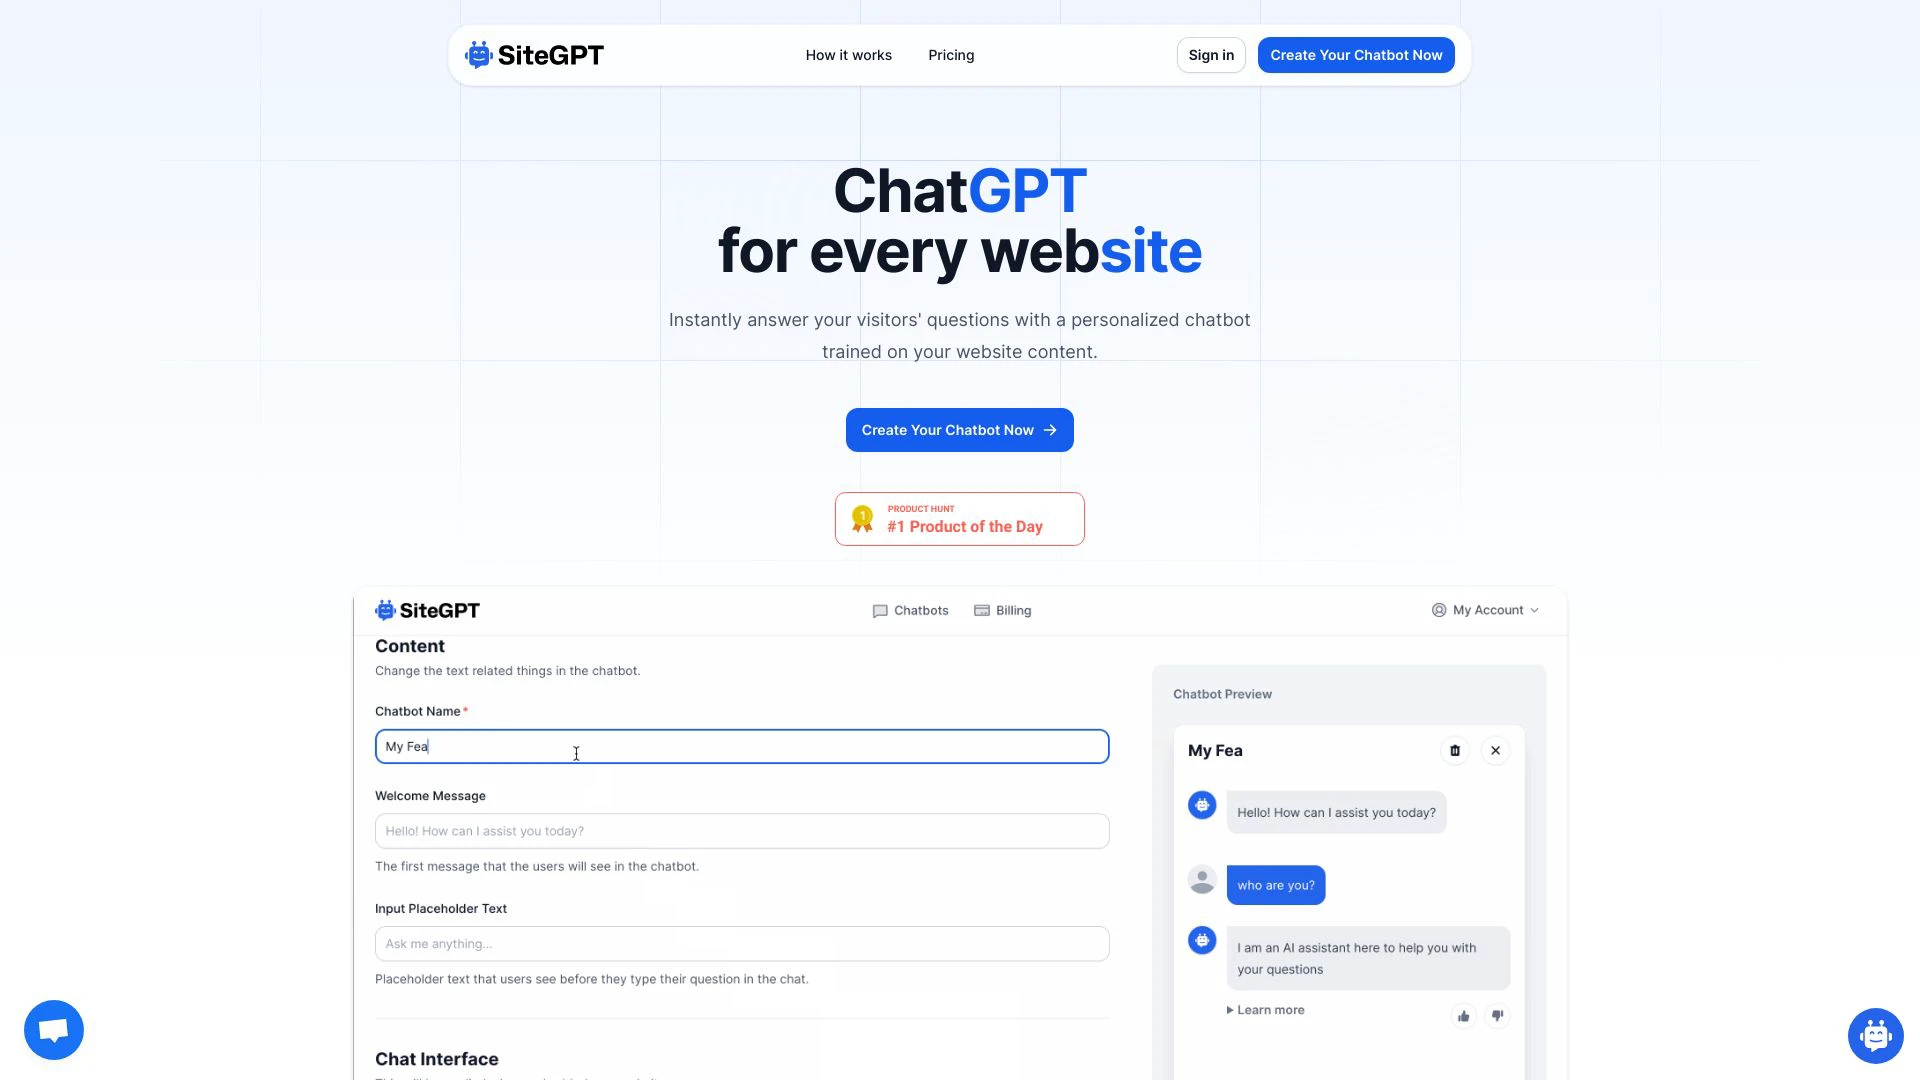 SiteGPT
How it works
Pricing
Sign in
Create Your Chatbot Now
ChatGPT
for every website
Instantly answer your visitors' questions with a personalized chatbot
trained on your website content.
Create Your Chatbot Now
1
PRODUCT HUNT
#1 Product of the Day
SiteGPT
Chatbots
Billing
My Account
Content
Change the text related things in the chatbot.
Chatbot Name*
My Fea
Welcome Message
Hello! How can I assist you today?
The first message that the users will see in the chatbot.
Input Placeholder Text
Ask me anything...
Placeholder text that users see before they type their question in the chat.
Chat Interface
Chatbot Preview
My Fea
Hello! How can I assist you today?
who are you?
I am an AI assistant here to help you with
your questions
Learn more